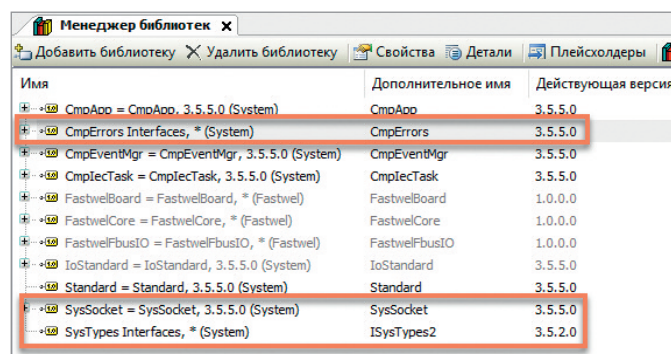 Менеджер библиотек x
Добавить библиотеку Удалить библиотеку Свойства Детали Плейсхолдеры
Имя Дополнительное имя Действующая версия
CmpApp = CmpApp, 3.5.5.0 (System) CmpApp 3.5.5.0
CmpErrors Interfaces, * (System) CmpErrors 3.5.5.0
CmpEventMgr = CmpEventMgr, 3.5.5.0 (System) CmpEventMgr 3.5.5.0
CmpIecTask = CmpIecTask, 3.5.5.0 (System) CmpIecTask 3.5.5.0
FastwelBoard = FastwelBoard, * (Fastwel) FastwelBoard 1.0.0.0
FastwelCore = FastwelCore, * (Fastwel) FastwelCore 1.0.0.0
FastwelFbusIO = FastwelFbusIO, * (Fastwel) FastwelFbusIO 1.0.0.0
IoStandard = IoStandard, 3.5.5.0 (System) IoStandard 3.5.5.0
Standard = Standard, 3.5.5.0 (System) Standard 3.5.5.0
SysSocket = SysSocket, 3.5.5.0 (System) SysSocket 3.5.5.0
SysTypes Interfaces, * (System) ISysTypes2 3.5.2.0